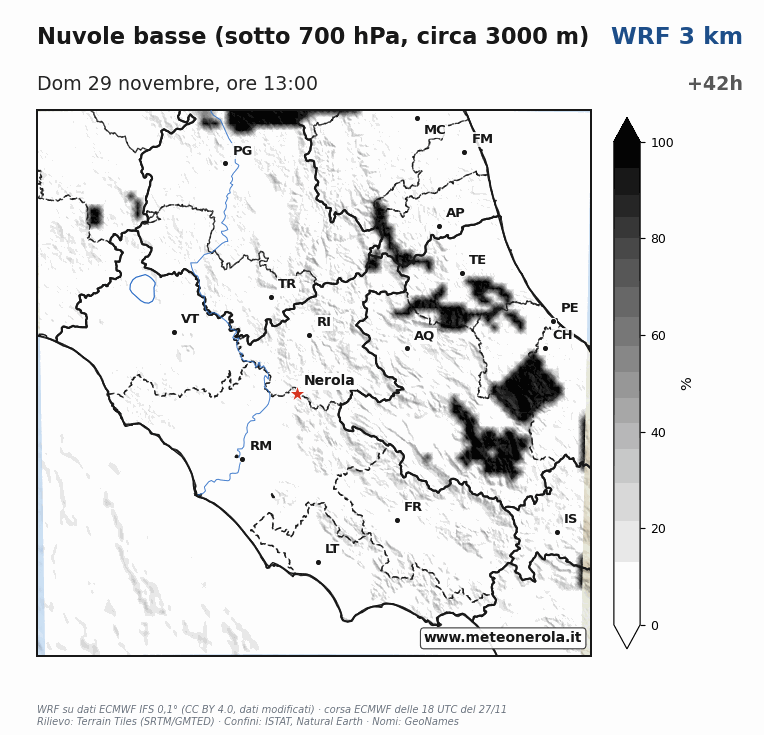 Nuvole basse (sotto 700 hPa, circa 3000 m) WRF 3 km
Dom 29 novembre, ore 13:00 +42h
MC
FM
PG
AP
TE
TR
PE
VT
RI
AQ
CH
Nerola
RM
FR
IS
LT
www.meteonerola.it
100
80
60
40
20
0
%
WRF su dati ECMWF IFS 0,1° (CC BY 4.0, dati modificati) · corsa ECMWF delle 18 UTC del 27/11
Rilievo: Terrain Tiles (SRTM/GMTED) · Confini: ISTAT, Natural Earth · Nomi: GeoNames